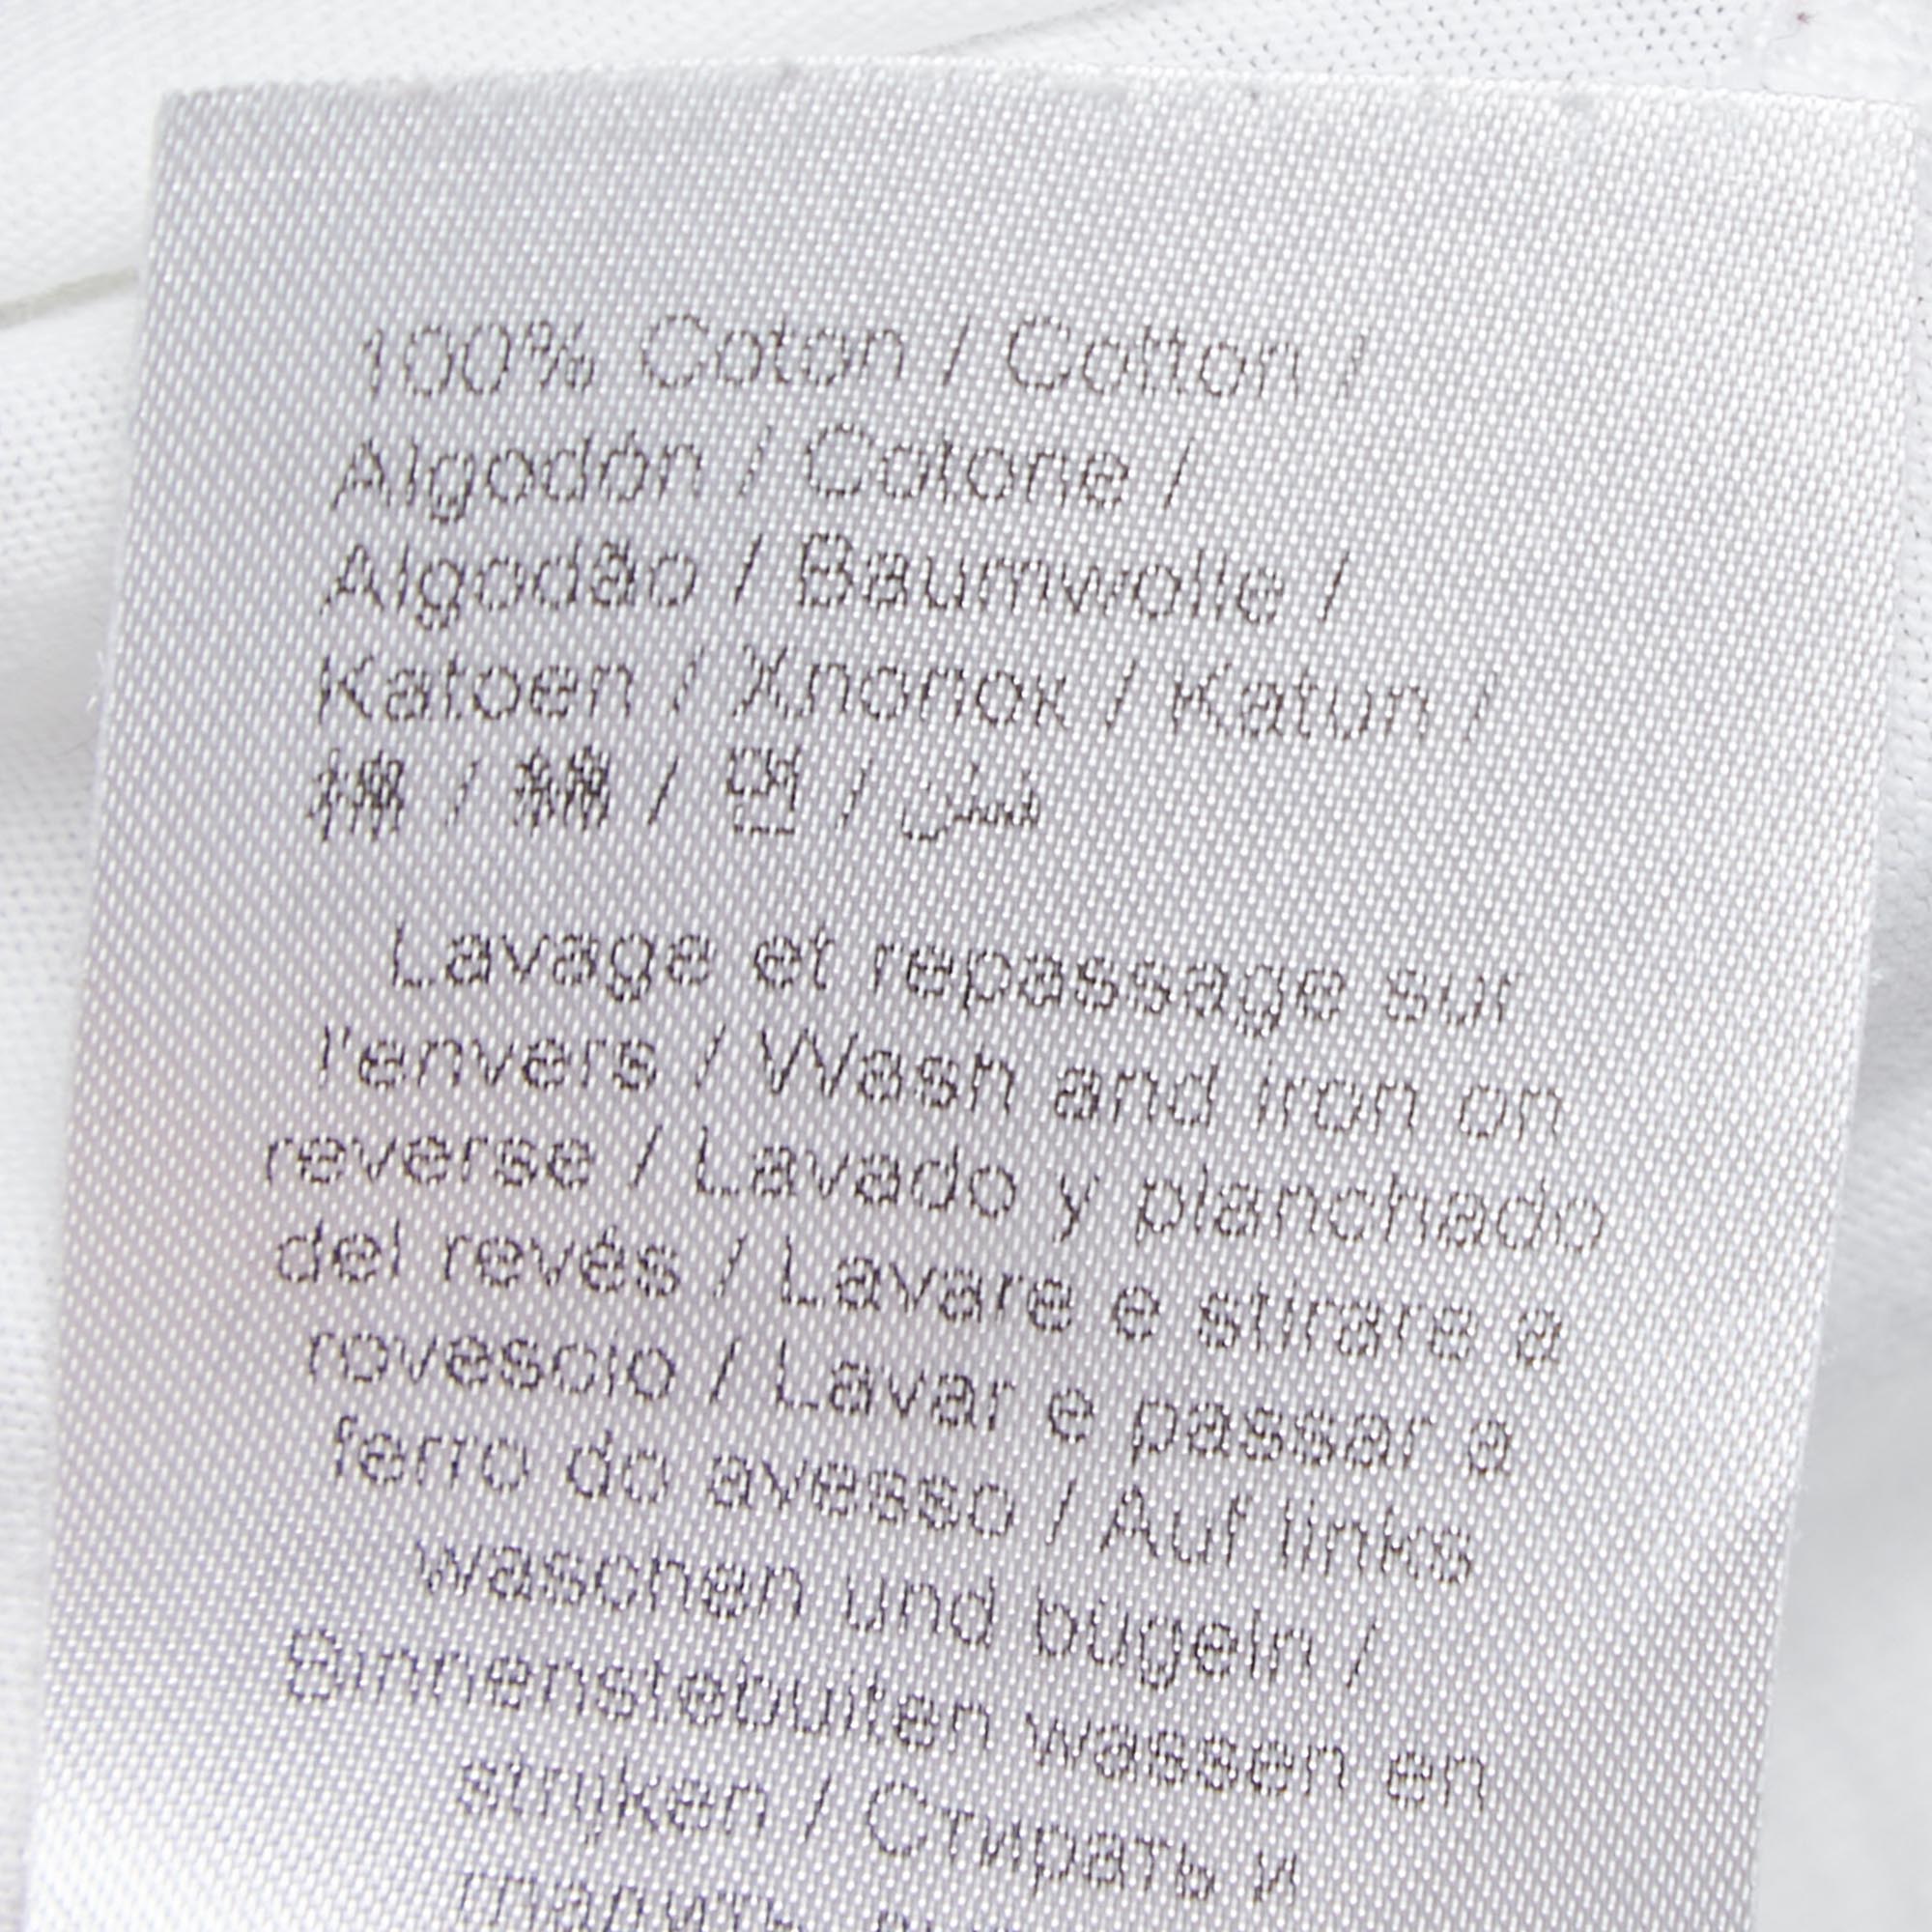 100% Coton / Cotton /
Algodón / Cotone /
Algodão / Baumwolle /
Katoen / Хлопок / Katun /
棉 / 綿 / 면 / قطن
Lavage et repassage sur
l'envers / Wash and iron on
reverse / Lavado y planchado
del revés / Lavare e stirare a
rovescio / Lavar e passar a
ferro do avesso / Auf links
waschen und bügeln /
Binnenstebuiten wassen en
strijken / Стирать и
гладить